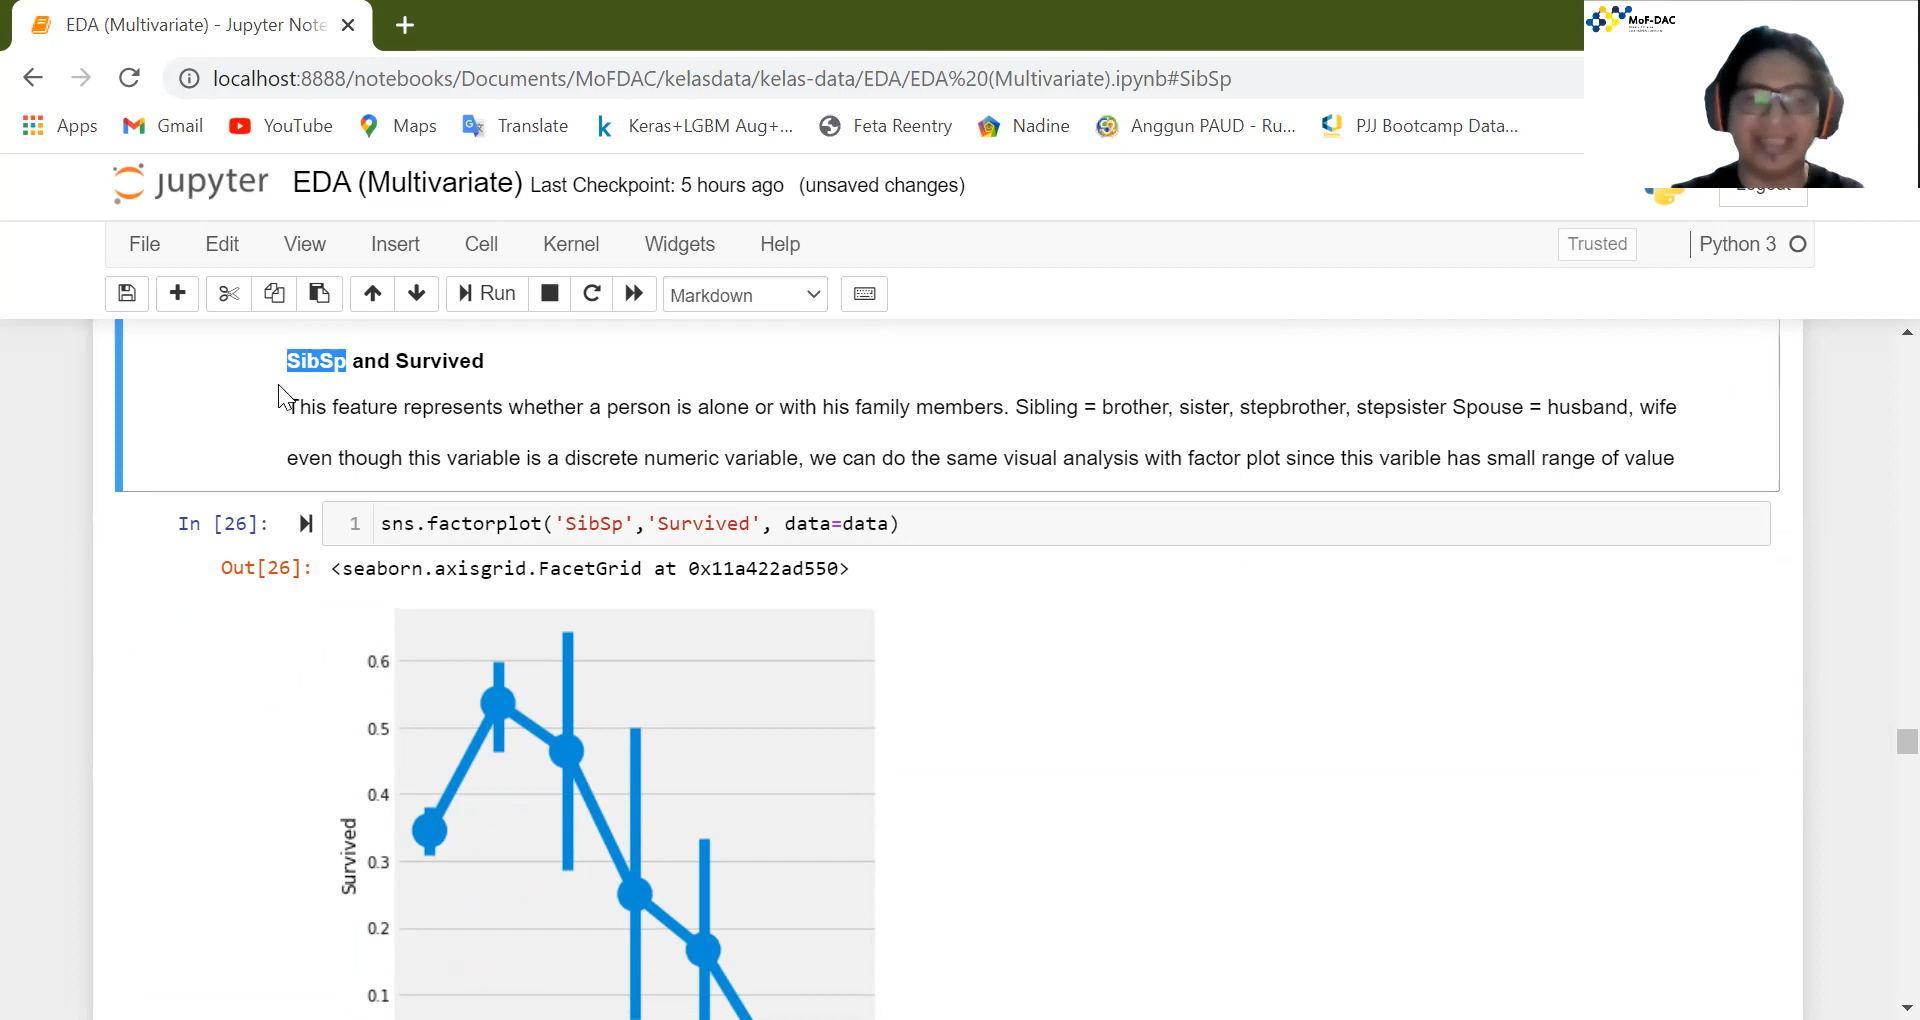 EDA (Multivariate) - Jupyter Note
localhost:8888/notebooks/Documents/MoFDAC/kelasdata/kelas-data/EDA/EDA%20(Multivariate).ipynb#SibSp
Apps Gmail YouTube Maps Translate Keras+LGBM Aug+... Feta Reentry Nadine Anggun PAUD - Ru... PJJ Bootcamp Data...
MoF-DAC
jupyter EDA (Multivariate) Last Checkpoint: 5 hours ago (unsaved changes)
Logout
File Edit View Insert Cell Kernel Widgets Help Trusted Python 3
Run Markdown
SibSp and Survived
This feature represents whether a person is alone or with his family members. Sibling = brother, sister, stepbrother, stepsister Spouse = husband, wife
even though this variable is a discrete numeric variable, we can do the same visual analysis with factor plot since this varible has small range of value
In [26]: 1 sns.factorplot('SibSp','Survived', data=data)
Out[26]: <seaborn.axisgrid.FacetGrid at 0x11a422ad550>
0.6
0.5
0.4
0.3
0.2
0.1
Survived